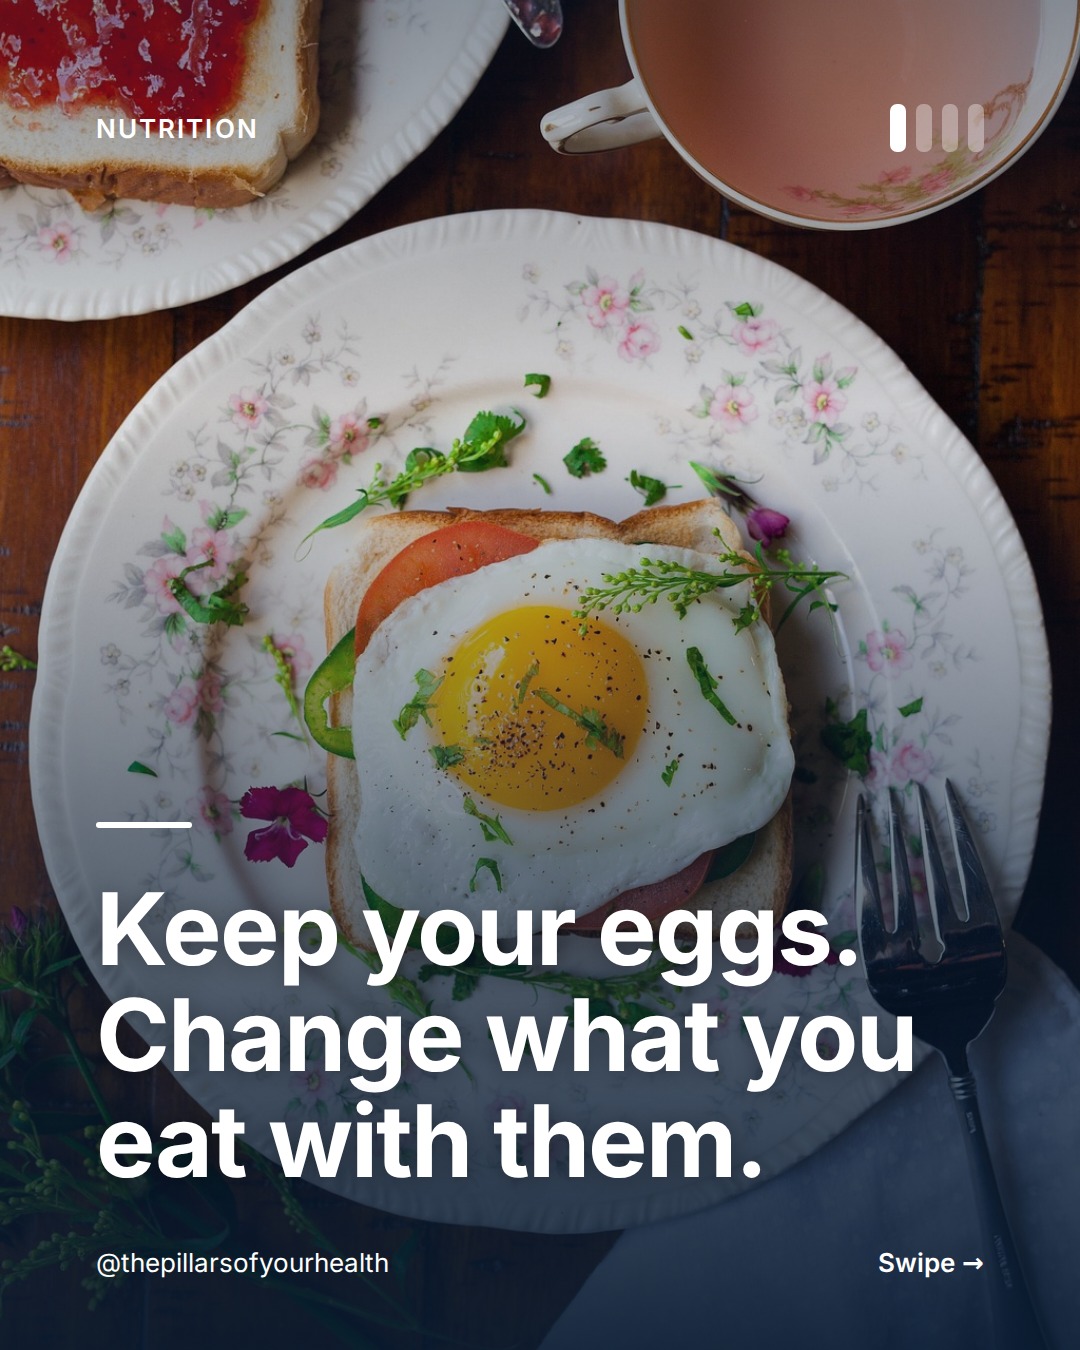 NUTRITION
Keep your eggs.
Change what you
eat with them.
@thepillarsofyourhealth
Swipe →